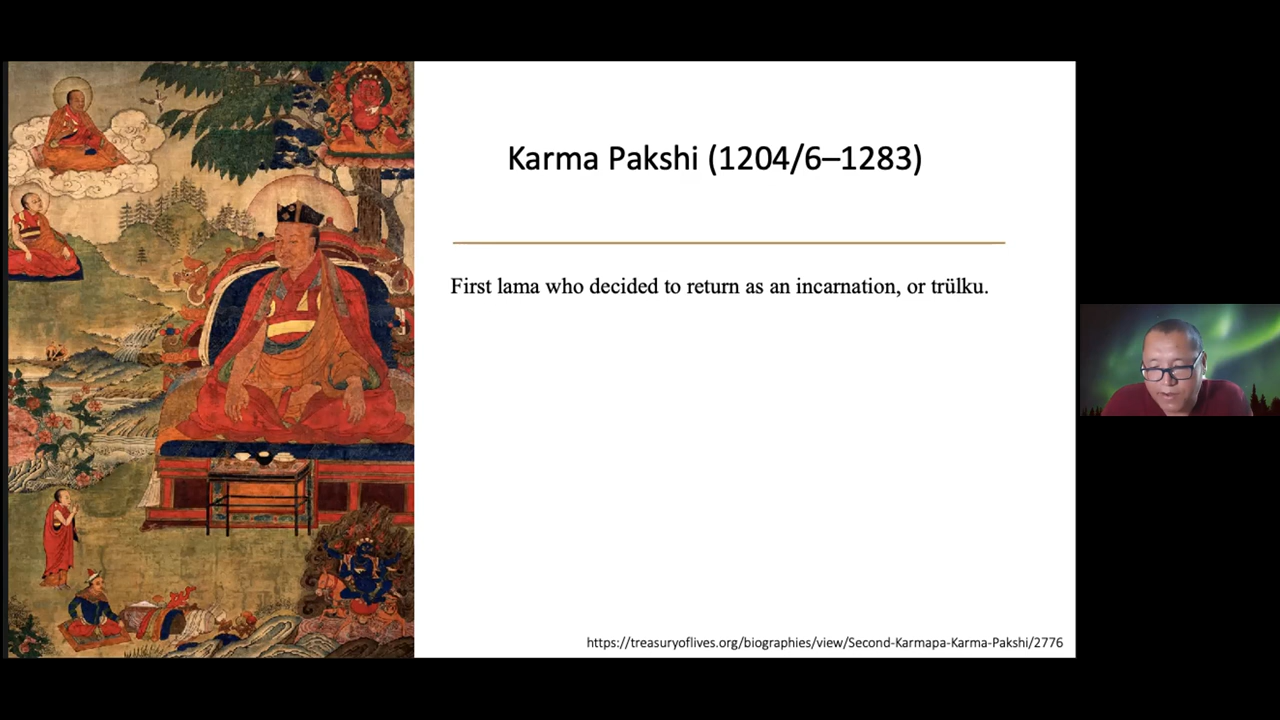 Karma Pakshi (1204/6–1283)
First lama who decided to return as an incarnation, or trülku.
https://treasuryoflives.org/biographies/view/Second-Karmapa-Karma-Pakshi/2776